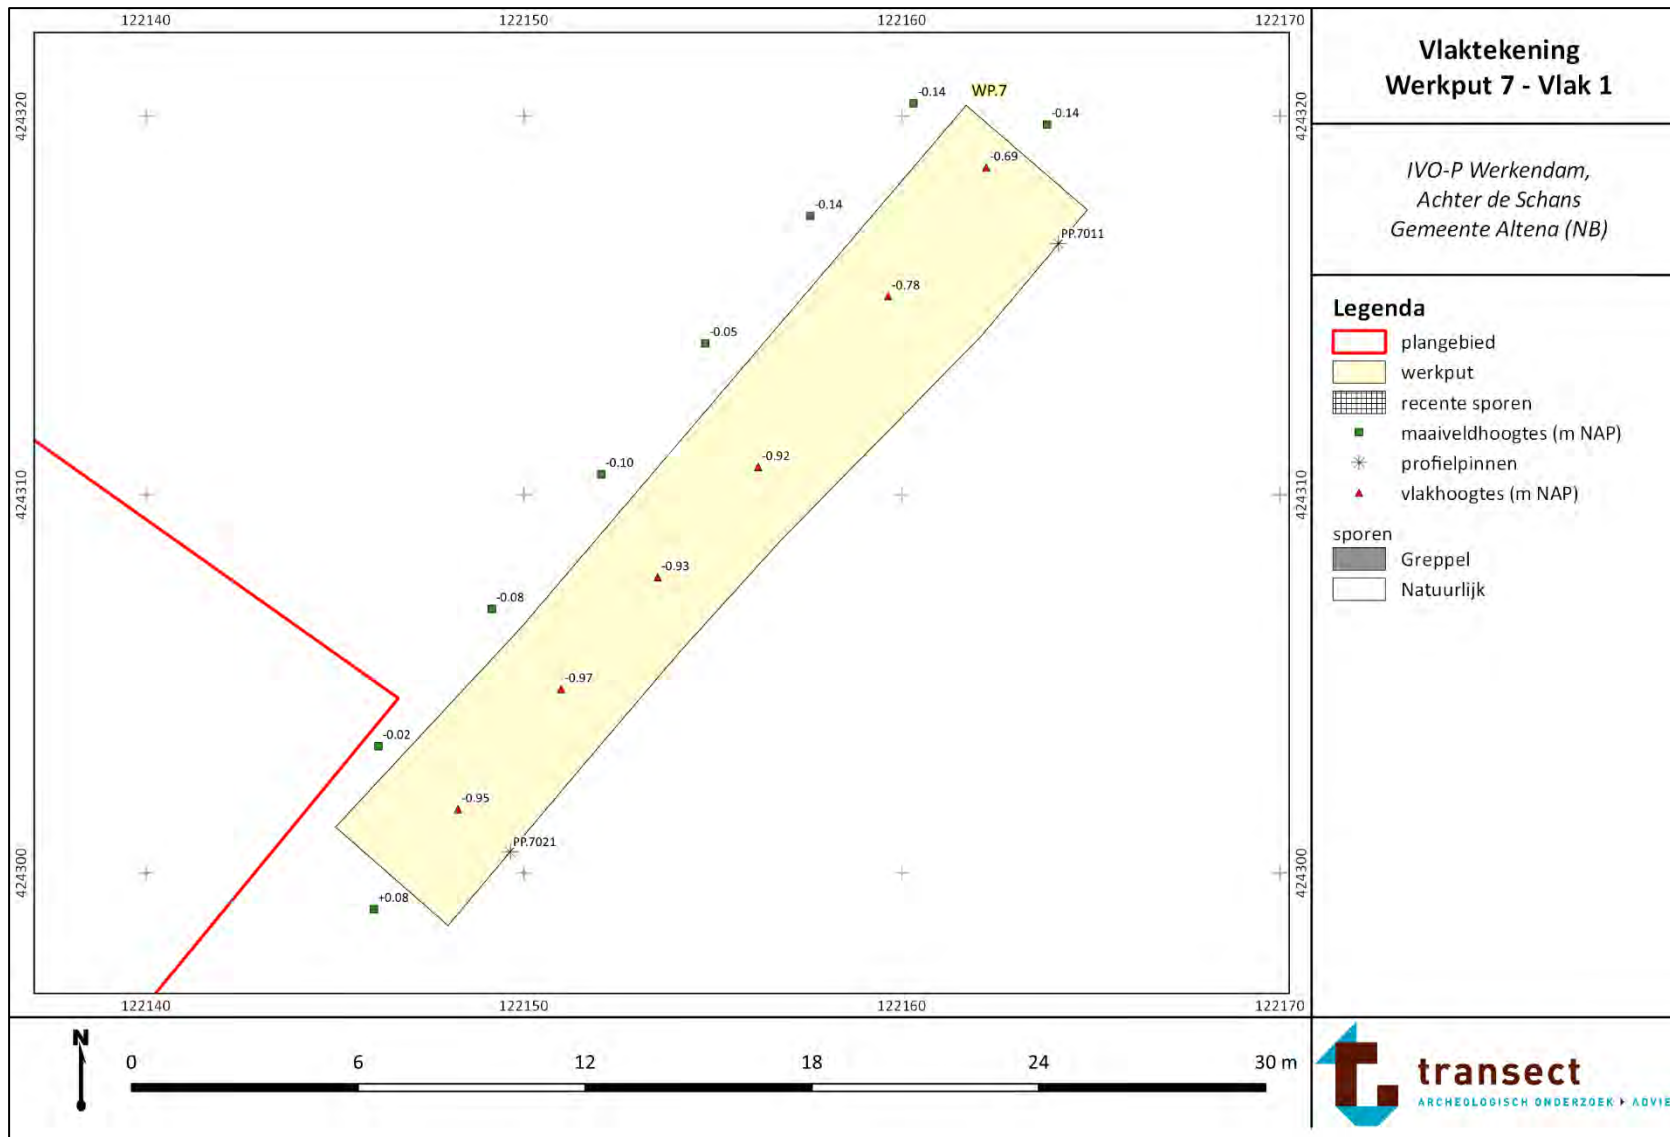 122140 122150 122160 122170
424320
424310
424300
-0.14
WP.7
-0.14
-0.69
-0.14
PP.7011
-0.78
-0.05
-0.10
-0.92
-0.93
-0.08
-0.97
-0.02
-0.95
PP.7021
+0.08
424320
424310
424300
122140 122150 122160 122170
N
0 6 12 18 24 30 m
Vlaktekening
Werkput 7 - Vlak 1
IVO-P Werkendam,
Achter de Schans
Gemeente Altena (NB)
Legenda
plangebied
werkput
recente sporen
maaiveldhoogtes (m NAP)
profielpinnen
vlakhoogtes (m NAP)
sporen
Greppel
Natuurlijk
transect
ARCHEOLOGISCH ONDERZOEK ▸ ADVIE